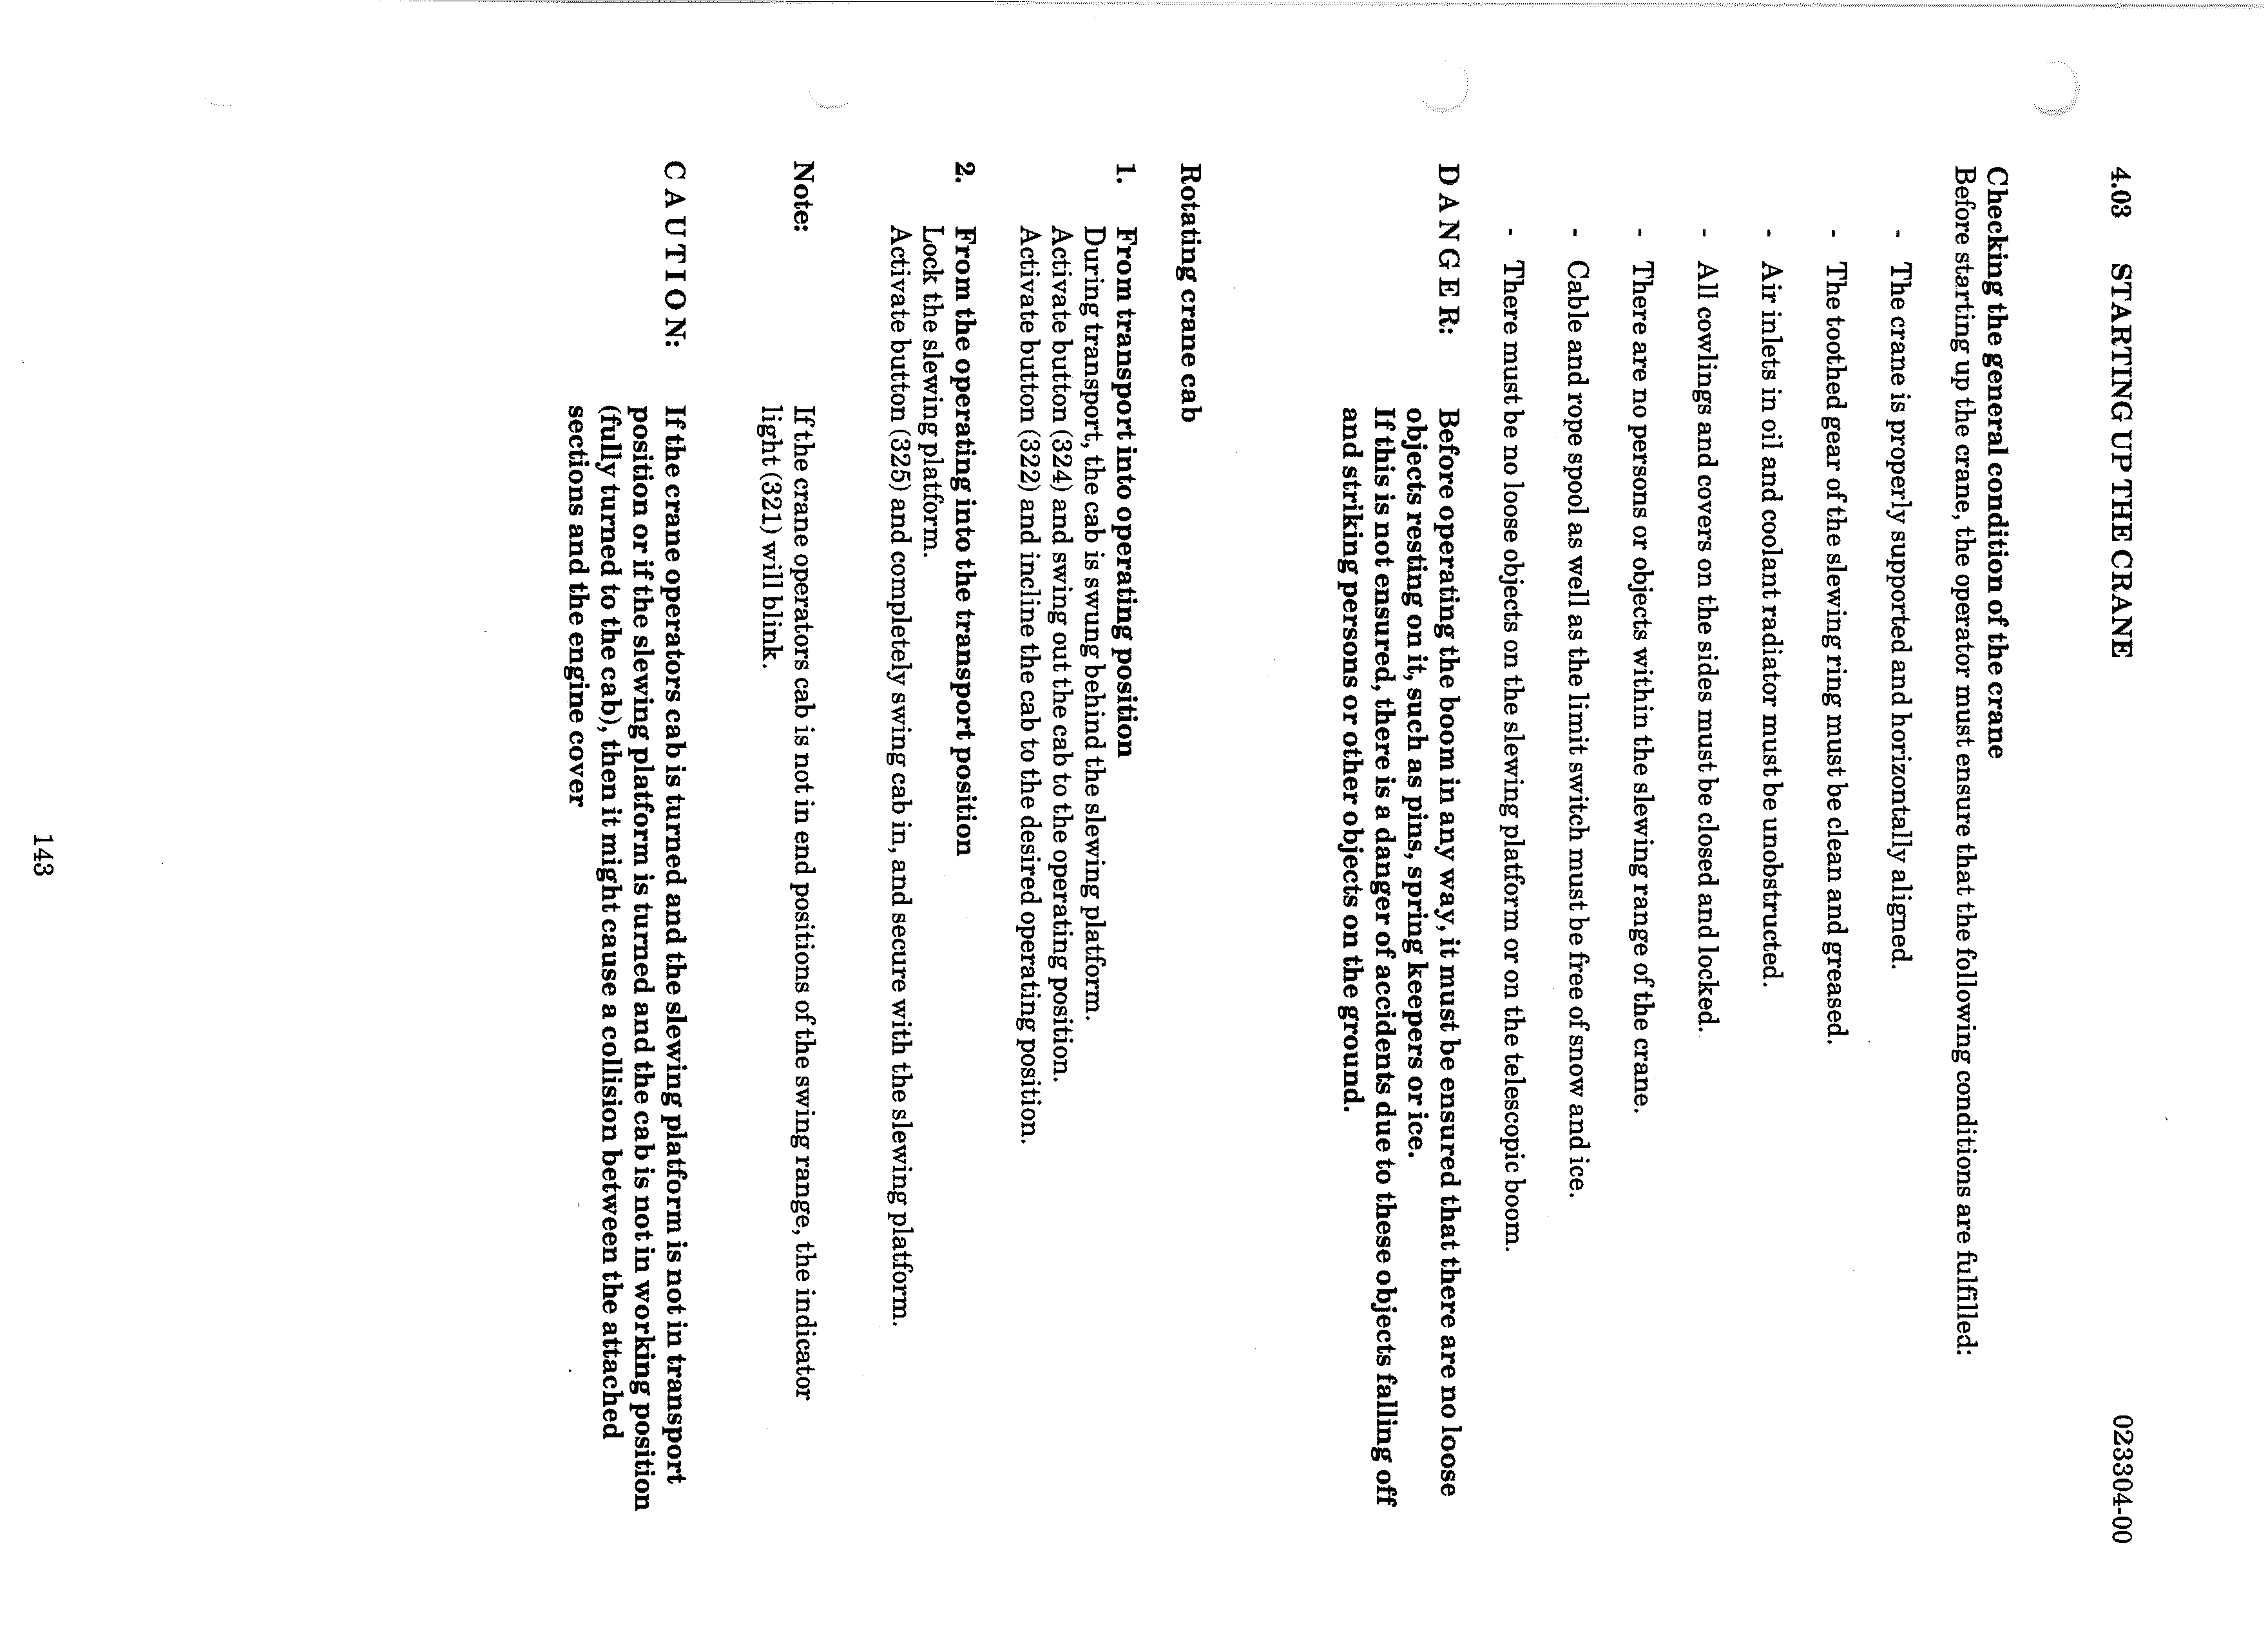 4.03 STARTING UP THE CRANE 023304-00
Checking the general condition of the crane
Before starting up the crane, the operator must ensure that the following conditions are fulfilled:
- The crane is properly supported and horizontally aligned.
- The toothed gear of the slewing ring must be clean and greased.
- Air inlets in oil and coolant radiator must be unobstructed.
- All cowlings and covers on the sides must be closed and locked.
- There are no persons or objects within the slewing range of the crane.
- Cable and rope spool as well as the limit switch must be free of snow and ice.
- There must be no loose objects on the slewing platform or on the telescopic boom.
D A N G E R: Before operating the boom in any way, it must be ensured that there are no loose
objects resting on it, such as pins, spring keepers or ice.
If this is not ensured, there is a danger of accidents due to these objects falling off
and striking persons or other objects on the ground.
Rotating crane cab
1. From transport into operating position
During transport, the cab is swung behind the slewing platform.
Activate button (324) and swing out the cab to the operating position.
Activate button (322) and incline the cab to the desired operating position.
2. From the operating into the transport position
Lock the slewing platform.
Activate button (325) and completely swing cab in, and secure with the slewing platform.
Note: If the crane operators cab is not in end positions of the swing range, the indicator
light (321) will blink.
C A U T I O N: If the crane operators cab is turned and the slewing platform is not in transport
position or if the slewing platform is turned and the cab is not in working position
(fully turned to the cab), then it might cause a collision between the attached
sections and the engine cover
143